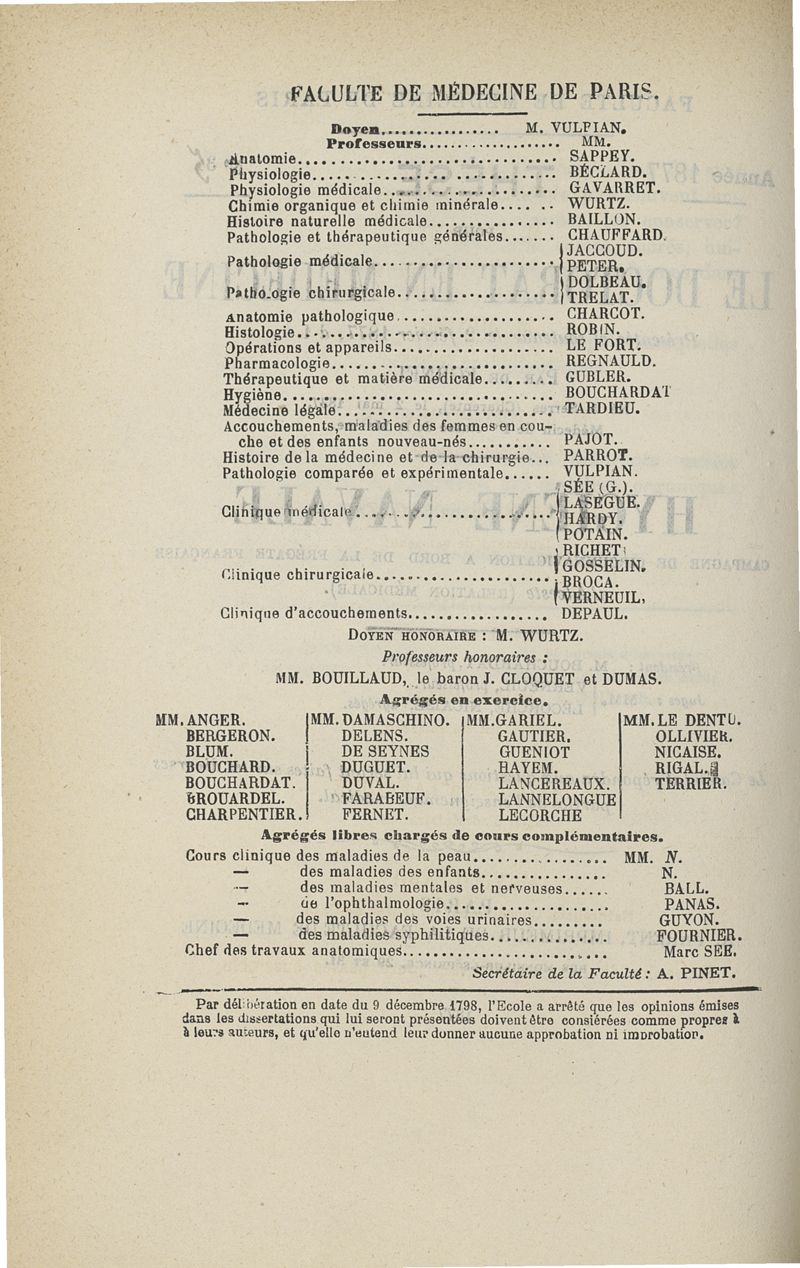 FACULTE DE MÉDECINE DE PARIS.
Doyen................. M. VULPIAN.
Professeurs.................... MM.
Anatomie................................ SAPPEY.
Physiologie............................. BÉCLARD.
Physiologie médicale.................... GAVARRET.
Chimie organique et chimie minérale...... WURTZ.
Histoire naturelle médicale............. BAILLON.
Pathologie et thérapeutique générales....... CHAUFFARD.
Pathologie médicale..................... JACCOUD.
PETER.
Pathologie chirurgicale................. DOLBEAU.
TRELAT.
Anatomie pathologique................... CHARCOT.
Histologie.............................. ROBIN.
Opérations et appareils................. LE FORT.
Pharmacologie........................... REGNAULD.
Thérapeutique et matière médicale......... GUBLER.
Hygiène................................. BOUCHARDAT
Médecine légale......................... TARDIEU.
Accouchements, maladies des femmes en cou-
che et des enfants nouveau-nés........... PAJOT.
Histoire de la médecine et de la chirurgie... PARROT.
Pathologie comparée et expérimentale...... VULPIAN.
Clinique médicale....................... SÉE (G.).
LASEGUE.
HARDY.
POTAIN.
Clinique chirurgicale................... RICHET
GOSSELIN.
BROCA.
VERNEUIL,
Clinique d'accouchements................ DEPAUL.
DOYEN HONORAIRE : M. WURTZ.
Professeurs honoraires :
MM. BOUILLAUD, le baron J. CLOQUET et DUMAS.
Agrégés en exercice.
MM. ANGER. MM. DAMASCHINO. MM. GARIEL. MM. LE DENTU.
BERGERON. DELENS. GAUTIER. OLLIVIER.
BLUM. DE SEYNES GUENIOT NICAISE.
BOUCHARD. DUGUET. HAYEM. RIGAL.
BOUCHARDAT. DUVAL. LANCEREAUX. TERRIER.
BROUARDEL. FARABEUF. LANNELONGUE
CHARPENTIER. FERNET. LECORCHE
Agrégés libres chargés de cours complémentaires.
Cours clinique des maladies de la peau................. MM. N.
— des maladies des enfants................ N.
— des maladies mentales et nerveuses...... BALL.
— de l'ophthalmologie..................... PANAS.
— des maladies des voies urinaires......... GUYON.
— des maladies syphilitiques............... FOURNIER.
Chef des travaux anatomiques........................... Marc SEE.
Secrétaire de la Faculté : A. PINET.
Par délibération en date du 9 décembre 1798, l'Ecole a arrêté que les opinions émises
dans les dissertations qui lui seront présentées doivent être considérées comme propres à
à leurs auteurs, et qu'elle n'entend leur donner aucune approbation ni improbation.